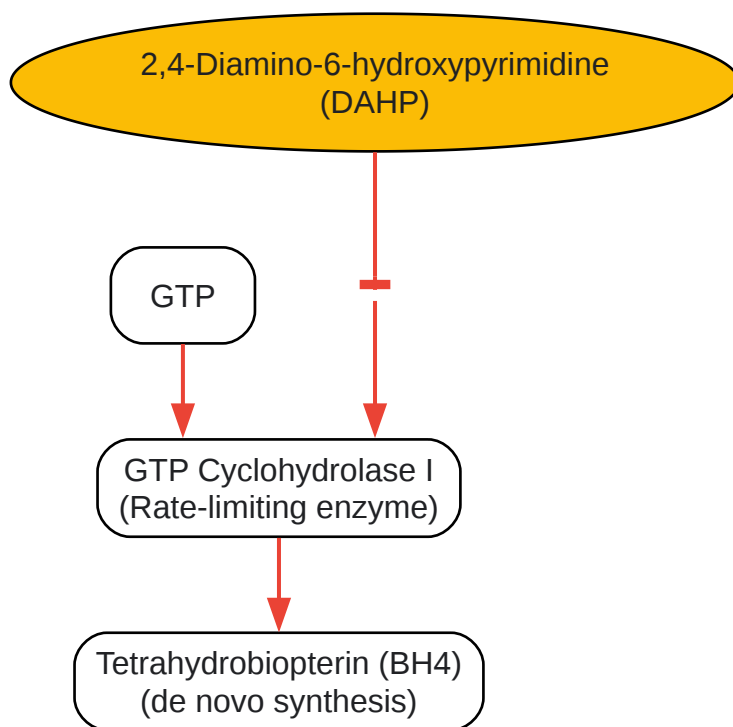 2,4-Diamino-6-hydroxypyrimidine
(DAHP)
GTP
GTP Cyclohydrolase I
(Rate-limiting enzyme)
Tetrahydrobiopterin (BH4)
(de novo synthesis)